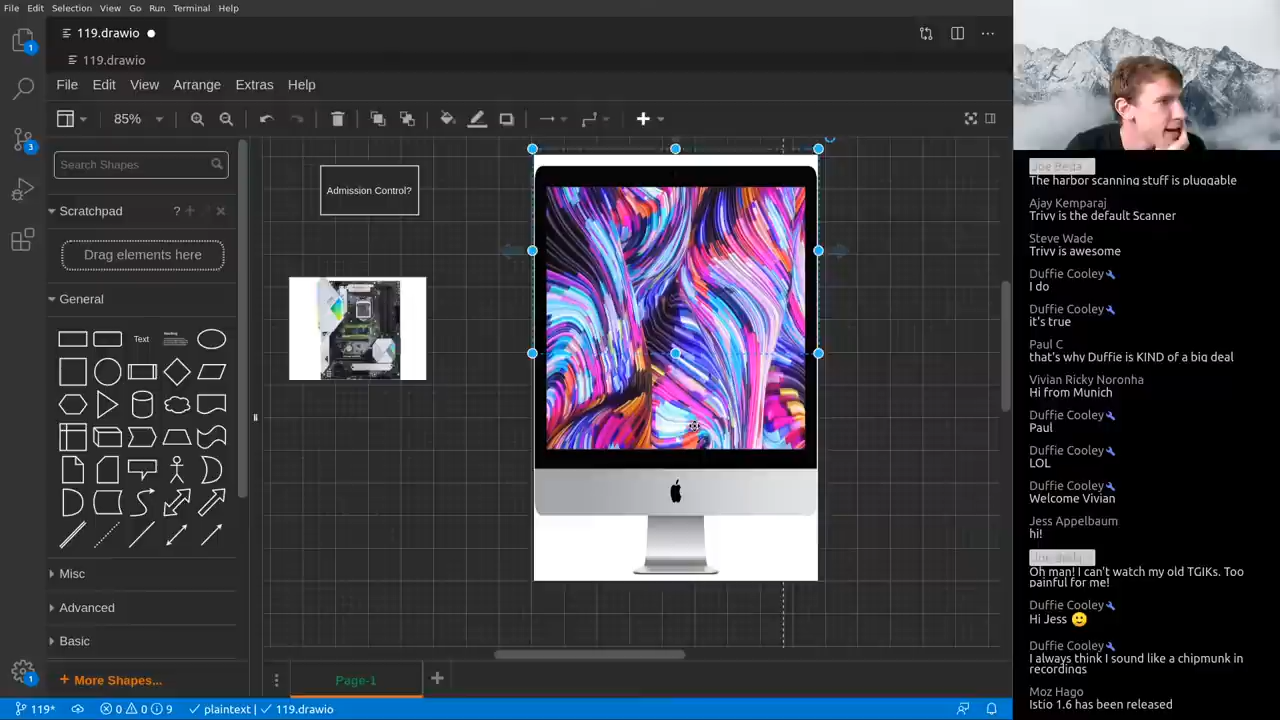 File Edit Selection View Go Run Terminal Help
119.drawio
119.drawio
File Edit View Arrange Extras Help
85%
Search Shapes
Scratchpad
?
Drag elements here
General
Text
Heading
Misc
Advanced
Basic
+ More Shapes...
Admission Control?
Page-1
1
3
1
119* 0 0 9 plaintext 119.drawio
Joe Beda
The harbor scanning stuff is pluggable
Ajay Kemparaj
Trivy is the default Scanner
Steve Wade
Trivy is awesome
Duffie Cooley
I do
Duffie Cooley
it's true
Paul C
that's why Duffie is KIND of a big deal
Vivian Ricky Noronha
Hi from Munich
Duffie Cooley
Paul
Duffie Cooley
LOL
Duffie Cooley
Welcome Vivian
Jess Appelbaum
hi!
Oh man! I can't watch my old TGIKs. Too
painful for me!
Duffie Cooley
Hi Jess 🙂
Duffie Cooley
I always think I sound like a chipmunk in
recordings
Moz Hago
Istio 1.6 has been released